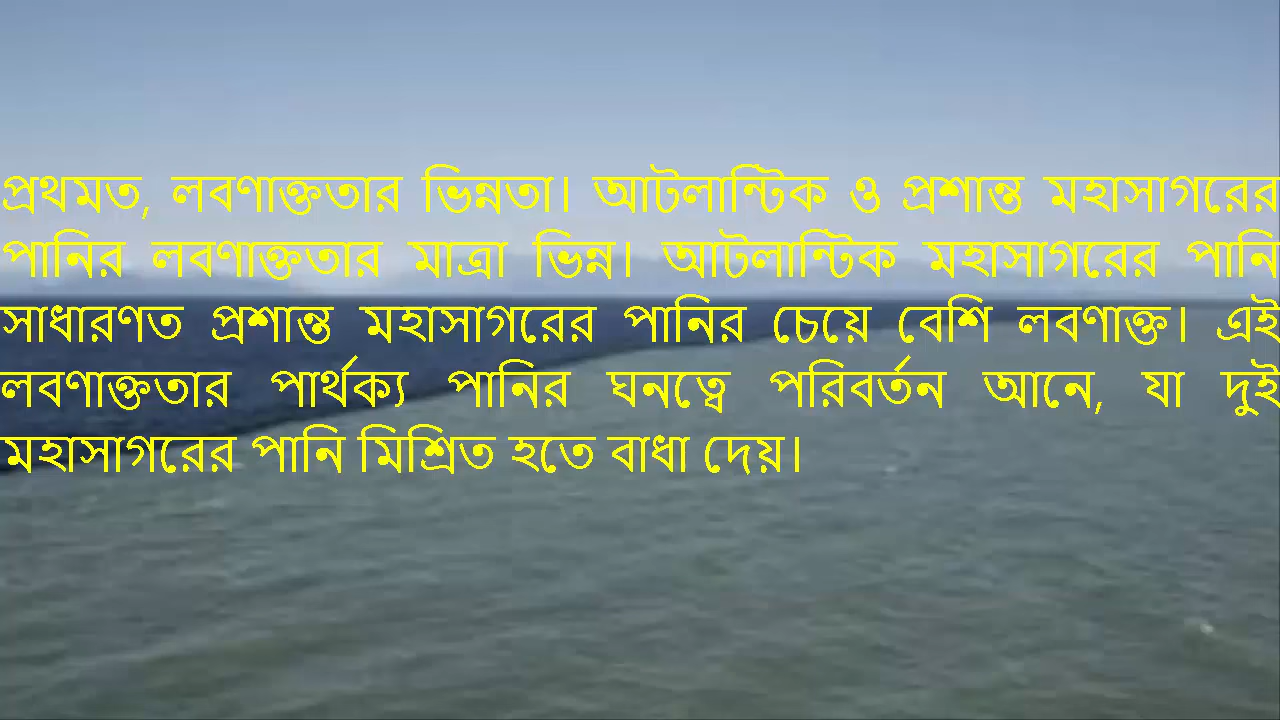 প্রথমত, লবণাক্ততার ভিন্নতা। আটলান্টিক ও প্রশান্ত মহাসাগরের
পানির লবণাক্ততার মাত্রা ভিন্ন। আটলান্টিক মহাসাগরের পানি
সাধারণত প্রশান্ত মহাসাগরের পানির চেয়ে বেশি লবণাক্ত। এই
লবণাক্ততার পার্থক্য পানির ঘনত্বে পরিবর্তন আনে, যা দুই
মহাসাগরের পানি মিশ্রিত হতে বাধা দেয়।